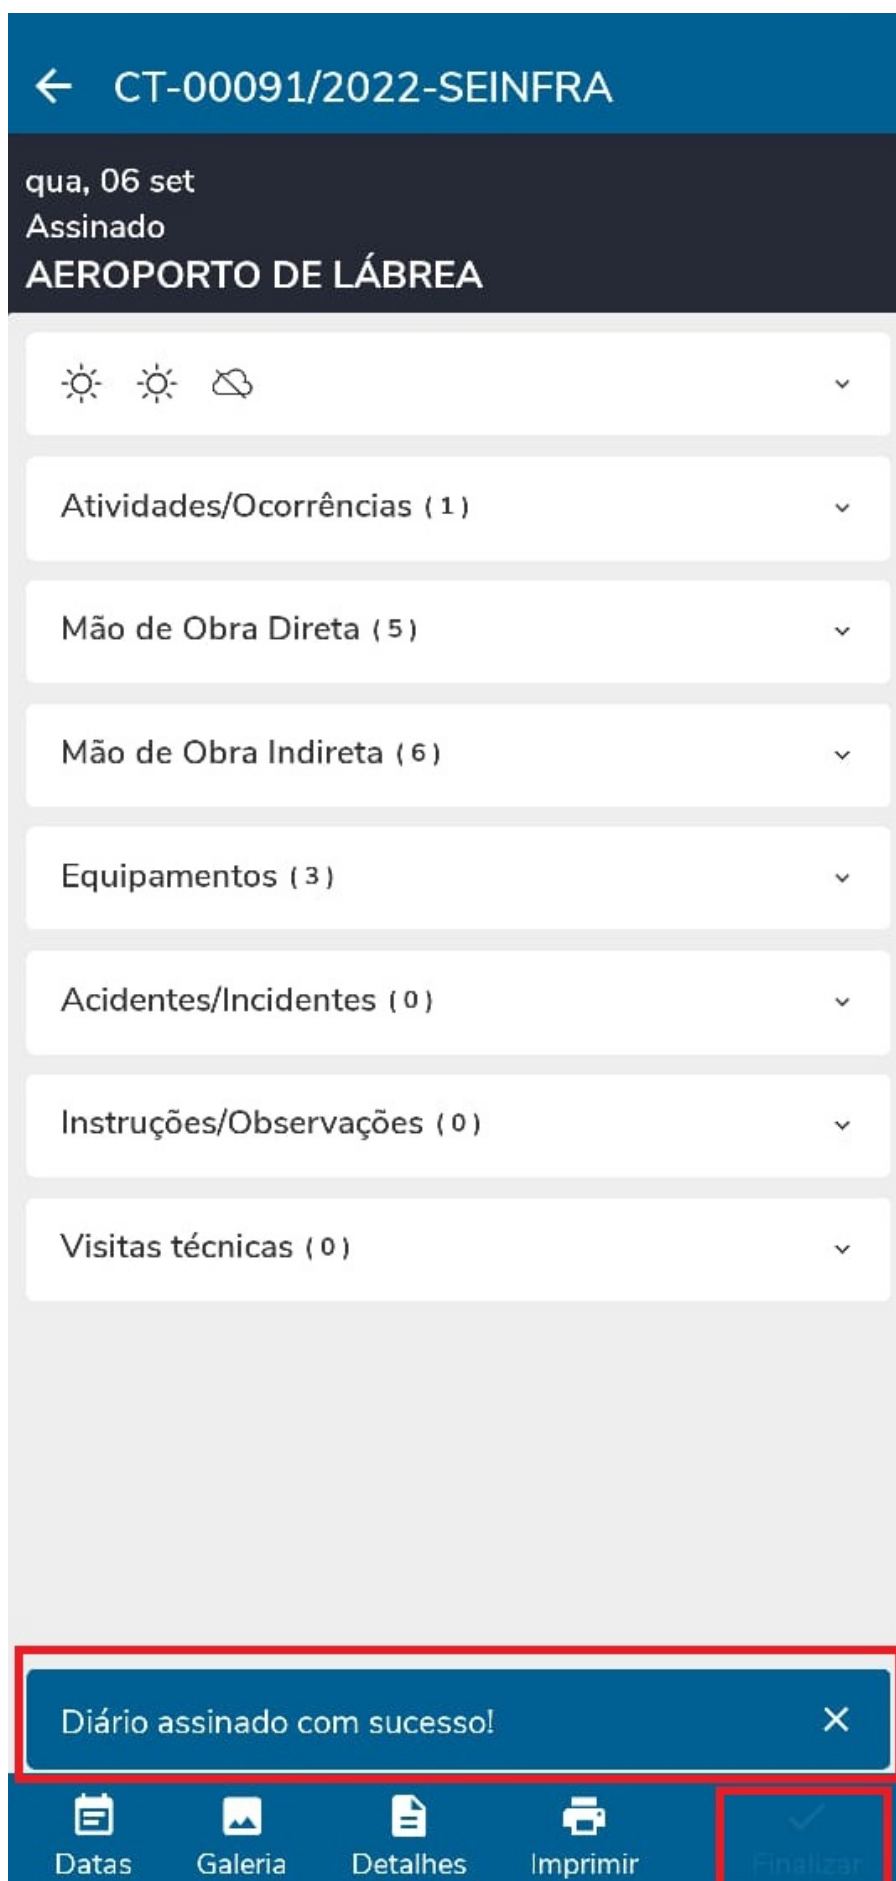 CT-00091/2022-SEINFRA
qua, 06 set
Assinado
AEROPORTO DE LÁBREA
Atividades/Ocorrências (1)
Mão de Obra Direta (5)
Mão de Obra Indireta (6)
Equipamentos (3)
Acidentes/Incidentes (0)
Instruções/Observações (0)
Visitas técnicas (0)
Diário assinado com sucesso!
Datas Galeria Detalhes Imprimir Finalizar